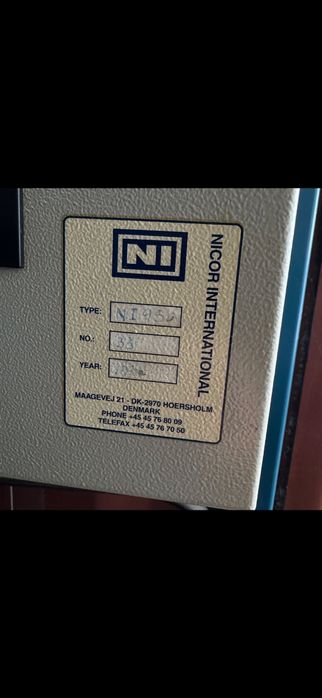 NI
NICOR INTERNATIONAL
TYPE:
NO.: 33
YEAR:
MAAGEVEJ 21 - DK-2970 HOERSHOLM
DENMARK
PHONE +45 45 76 80 09
TELEFAX +45 45 76 70 50